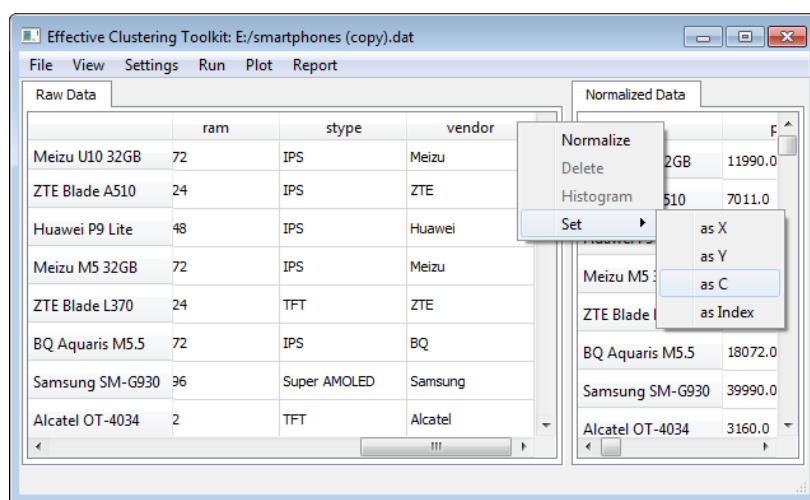 Effective Clustering Toolkit: E:/smartphones (copy).dat
File View Settings Run Plot Report
Raw Data
ram stype vendor
Meizu U10 32GB 72 IPS Meizu
ZTE Blade A510 24 IPS ZTE
Huawei P9 Lite 48 IPS Huawei
Meizu M5 32GB 72 IPS Meizu
ZTE Blade L370 24 TFT ZTE
BQ Aquaris M5.5 72 IPS BQ
Samsung SM-G930 96 Super AMOLED Samsung
Alcatel OT-4034 2 TFT Alcatel
Normalize
Delete
Histogram
Set
as X
as Y
as C
as Index
Normalized Data
p
2GB 11990.0
510 7011.0
Meizu M5
ZTE Blade
BQ Aquaris M5.5 18072.0
Samsung SM-G930 39990.0
Alcatel OT-4034 3160.0